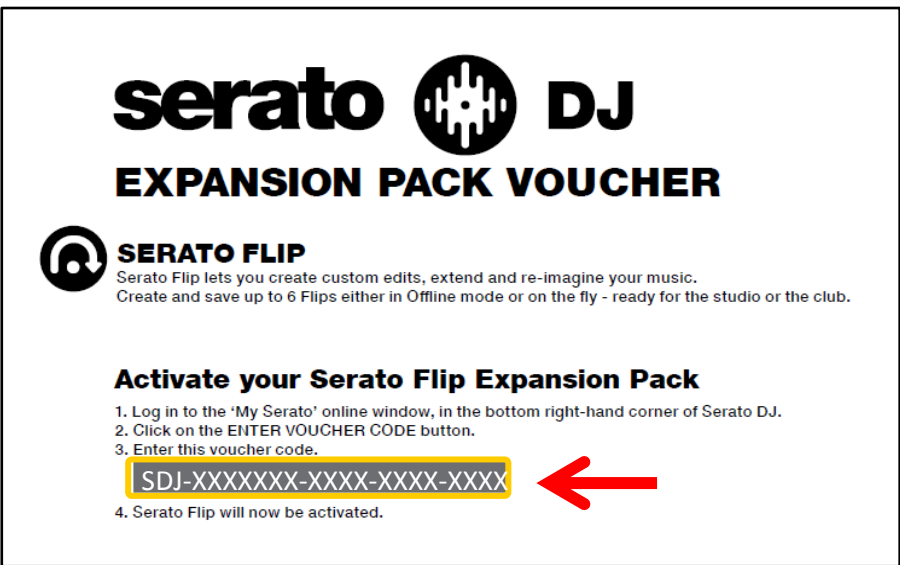 serato DJ
EXPANSION PACK VOUCHER
SERATO FLIP
Serato Flip lets you create custom edits, extend and re-imagine your music.
Create and save up to 6 Flips either in Offline mode or on the fly - ready for the studio or the club.
Activate your Serato Flip Expansion Pack
1. Log in to the ‘My Serato’ online window, in the bottom right-hand corner of Serato DJ.
2. Click on the ENTER VOUCHER CODE button.
3. Enter this voucher code.
SDJ-XXXXXXX-XXXX-XXXX-XXXX
4. Serato Flip will now be activated.